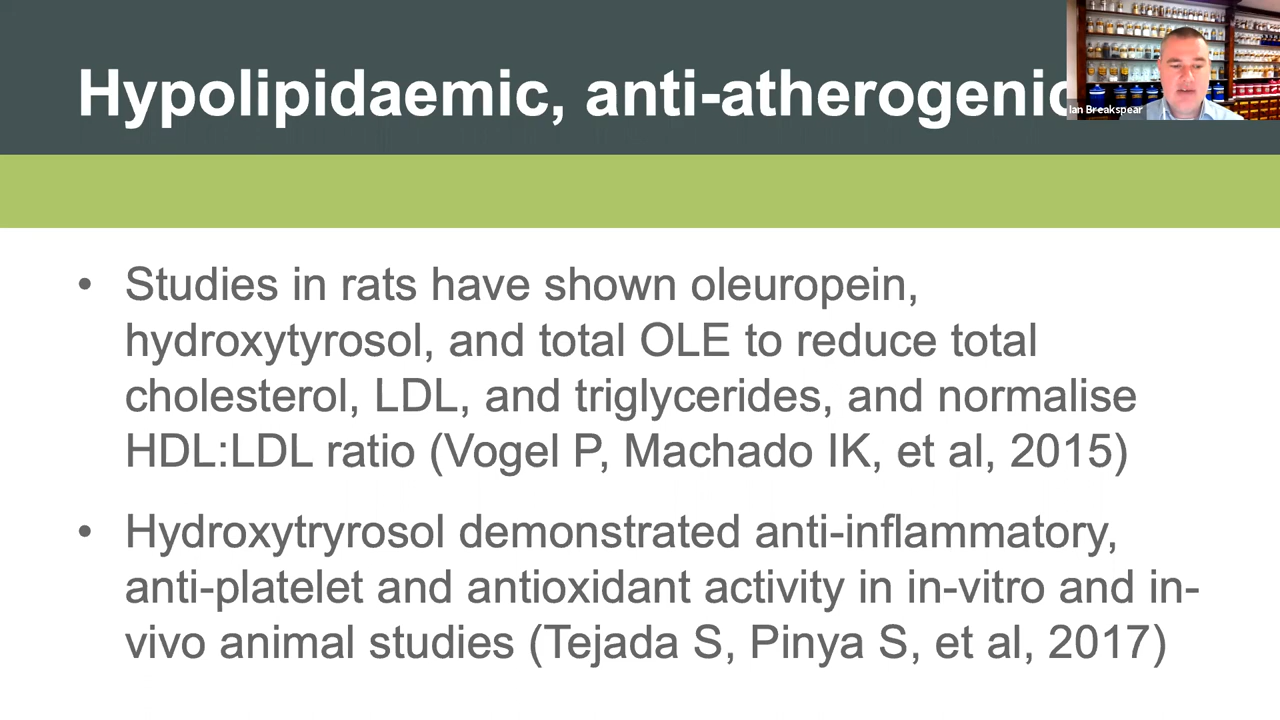 Hypolipidaemic, anti-atherogenic
Ian Breakspear
• Studies in rats have shown oleuropein,
hydroxytyrosol, and total OLE to reduce total
cholesterol, LDL, and triglycerides, and normalise
HDL:LDL ratio (Vogel P, Machado IK, et al, 2015)
• Hydroxytryrosol demonstrated anti-inflammatory,
anti-platelet and antioxidant activity in in-vitro and in-
vivo animal studies (Tejada S, Pinya S, et al, 2017)